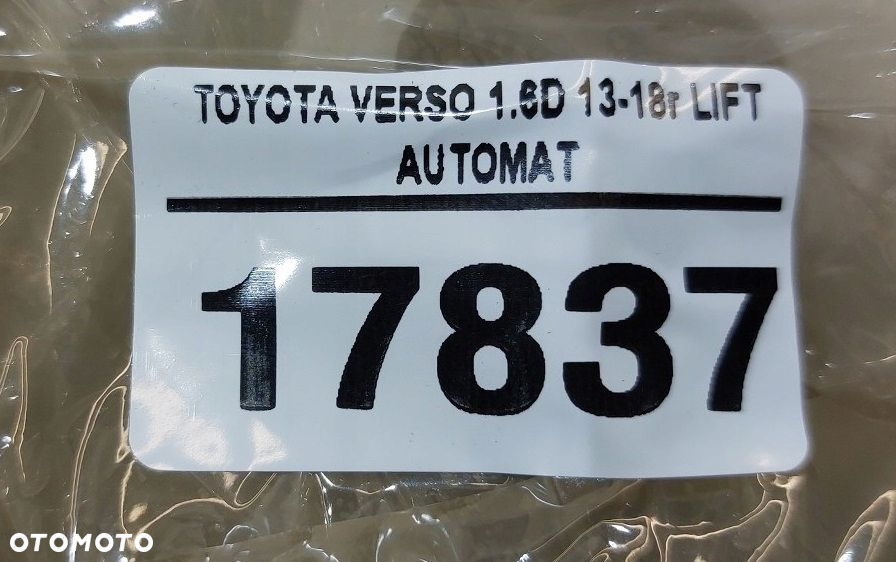 TOYOTA VERSO 1.6D 13-18r LIFT
AUTOMAT
17837
OTOMOTO